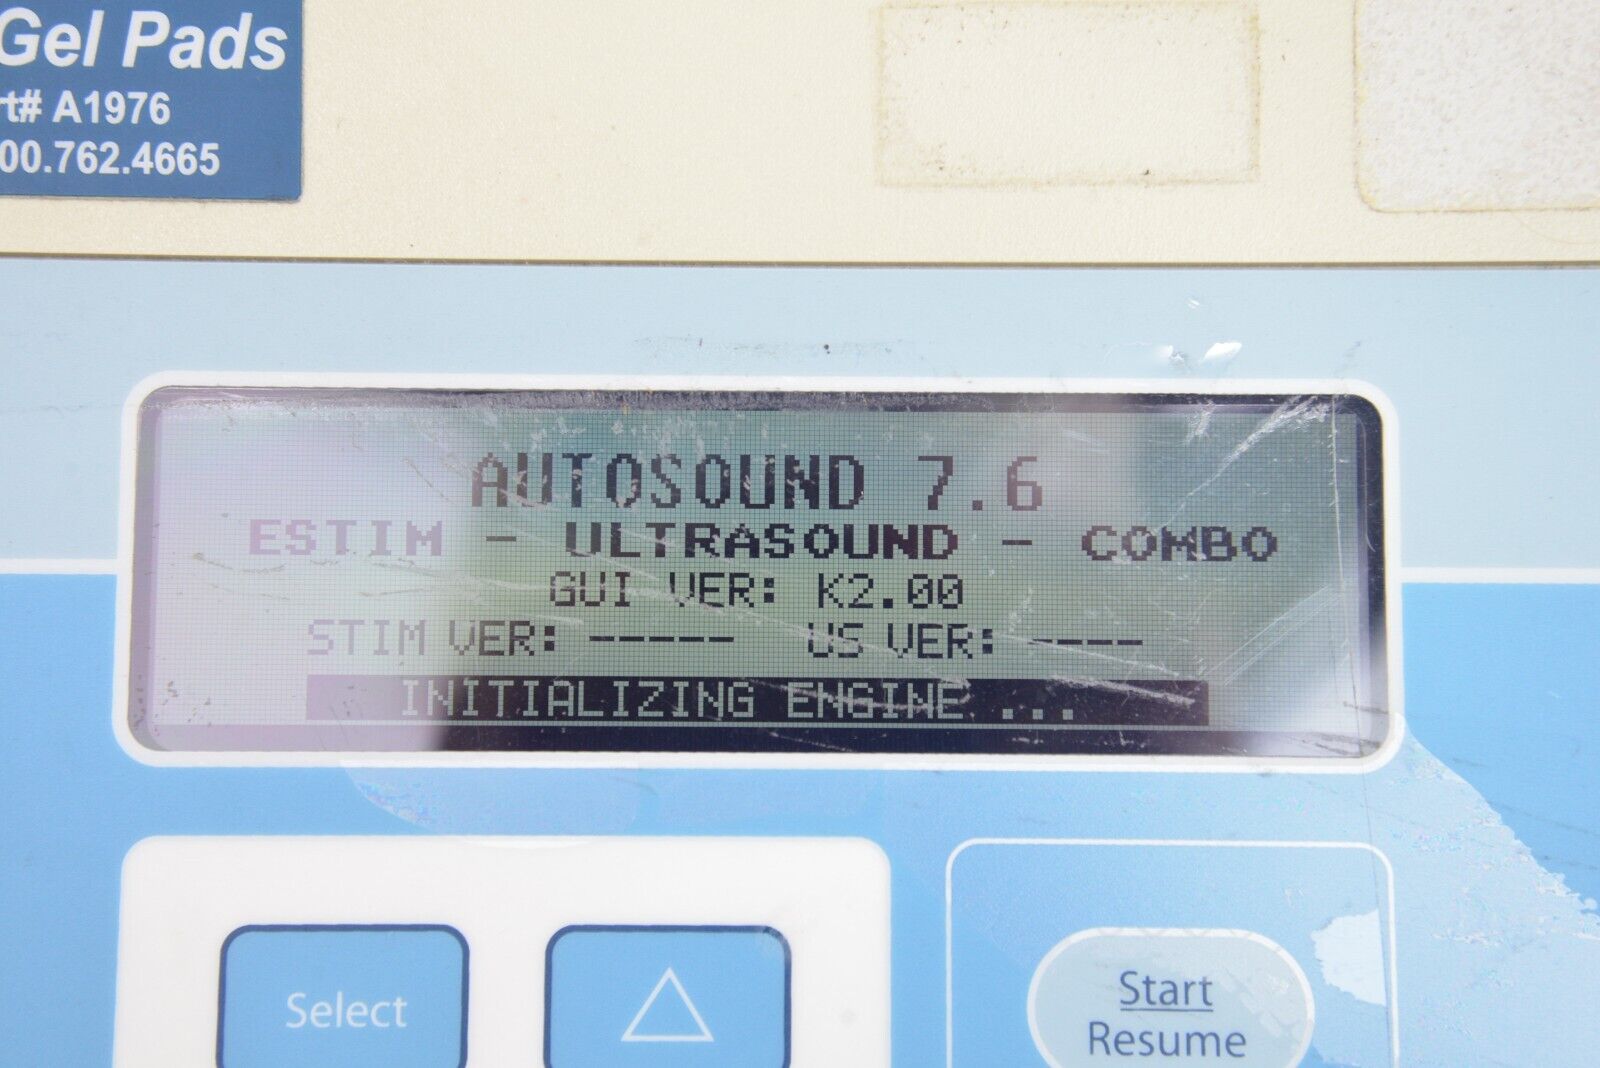 Gel Pads
rt# A1976
00.762.4665
AUTOSOUND 7.6
ESTIM - ULTRASOUND - COMBO
GUI VER: K2.00
STIM VER: ----- US VER: ----
INITIALIZING ENGINE ...
Select
Start
Resume